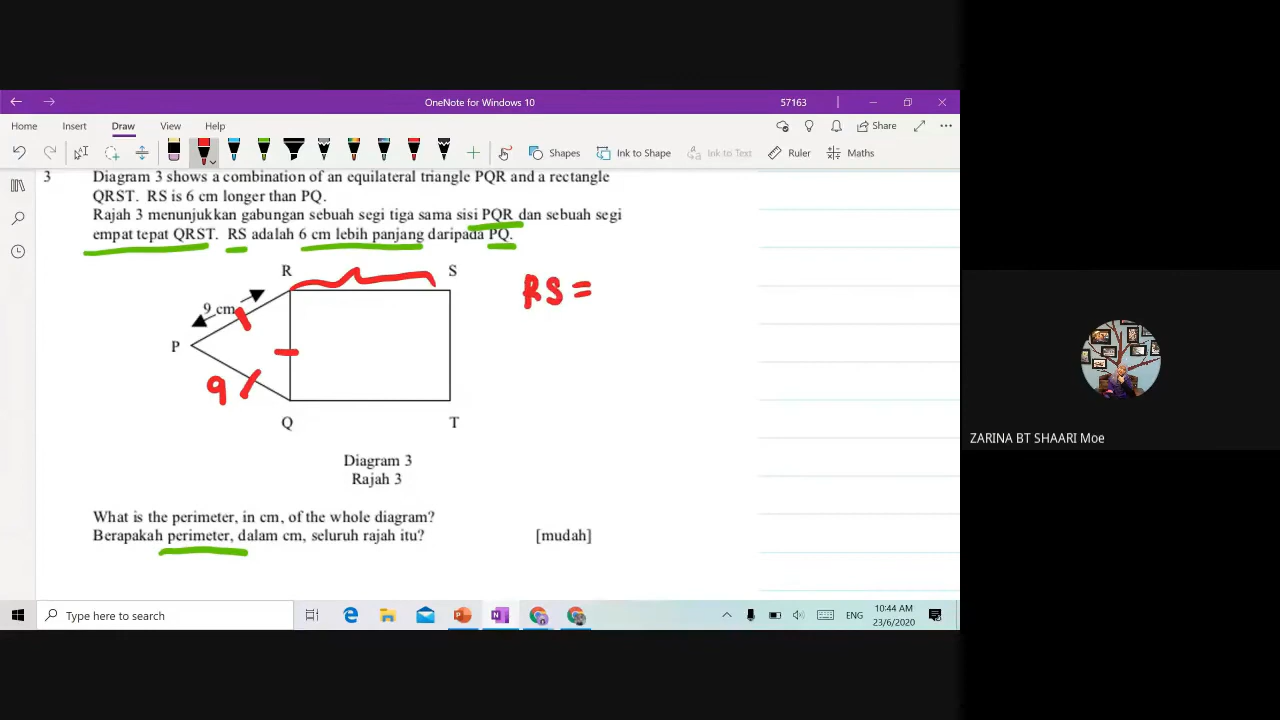 OneNote for Windows 10
57163
Home Insert Draw View Help
Share
Shapes Ink to Shape Ink to Text Ruler Maths
3 Diagram 3 shows a combination of an equilateral triangle PQR and a rectangle
QRST. RS is 6 cm longer than PQ.
Rajah 3 menunjukkan gabungan sebuah segi tiga sama sisi PQR dan sebuah segi
empat tepat QRST. RS adalah 6 cm lebih panjang daripada PQ.
R S
RS =
9 cm
P
9
Q T
Diagram 3
Rajah 3
What is the perimeter, in cm, of the whole diagram?
Berapakah perimeter, dalam cm, seluruh rajah itu? [mudah]
ZARINA BT SHAARI Moe
Type here to search
ENG
10:44 AM
23/6/2020